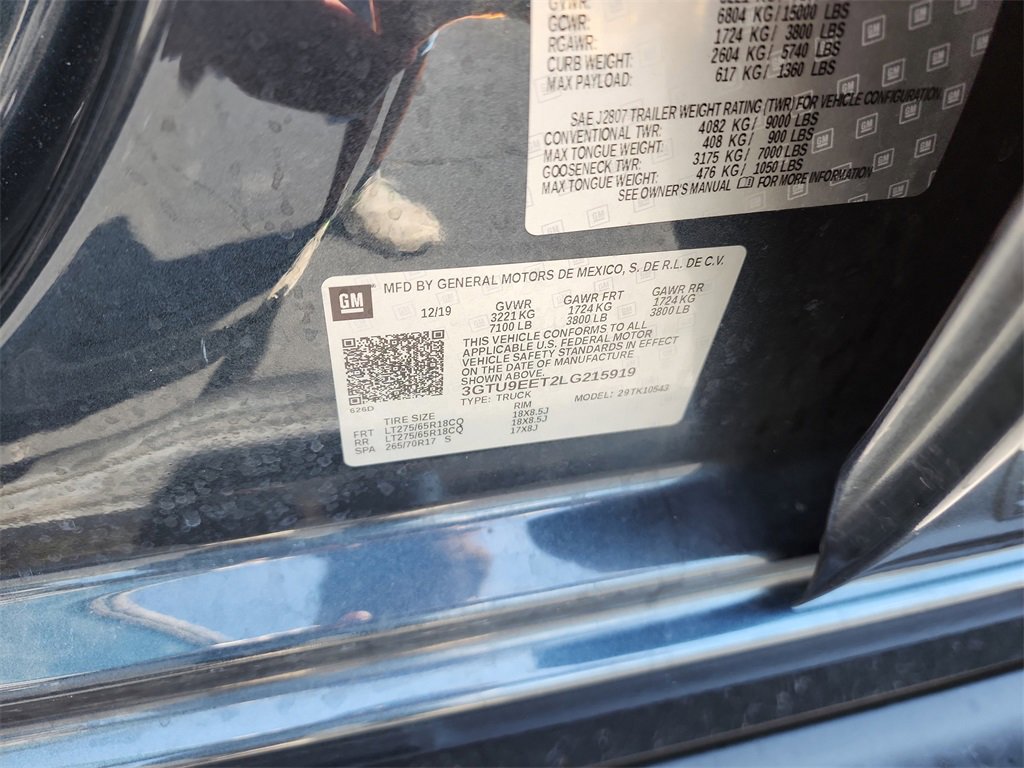 GVWR:
GCWR: 6804 KG/15000 LBS
RGAWR: 1724 KG/ 3800 LBS
CURB WEIGHT: 2604 KG/ 5740 LBS
MAX PAYLOAD: 617 KG/ 1360 LBS
SAE J2807 TRAILER WEIGHT RATING (TWR) FOR VEHICLE CONFIGURATION
CONVENTIONAL TWR: 4082 KG/ 9000 LBS
MAX TONGUE WEIGHT: 408 KG/ 900 LBS
GOOSENECK TWR: 3175 KG/ 7000 LBS
MAX TONGUE WEIGHT: 476 KG/ 1050 LBS
SEE OWNER'S MANUAL FOR MORE INFORMATION
GM MFD BY GENERAL MOTORS DE MEXICO, S. DE R.L. DE C.V.
12/19 GVWR GAWR FRT GAWR RR
3221 KG 1724 KG 1724 KG
7100 LB 3800 LB 3800 LB
THIS VEHICLE CONFORMS TO ALL
APPLICABLE U.S. FEDERAL MOTOR
VEHICLE SAFETY STANDARDS IN EFFECT
ON THE DATE OF MANUFACTURE
SHOWN ABOVE.
3GTU9EET2LG215919
626D TYPE: TRUCK MODEL: 29TK10543
TIRE SIZE RIM
FRT LT275/65R18CQ 18X8.5J
RR LT275/65R18CQ 18X8.5J
SPA 265/70R17 S 17X8J